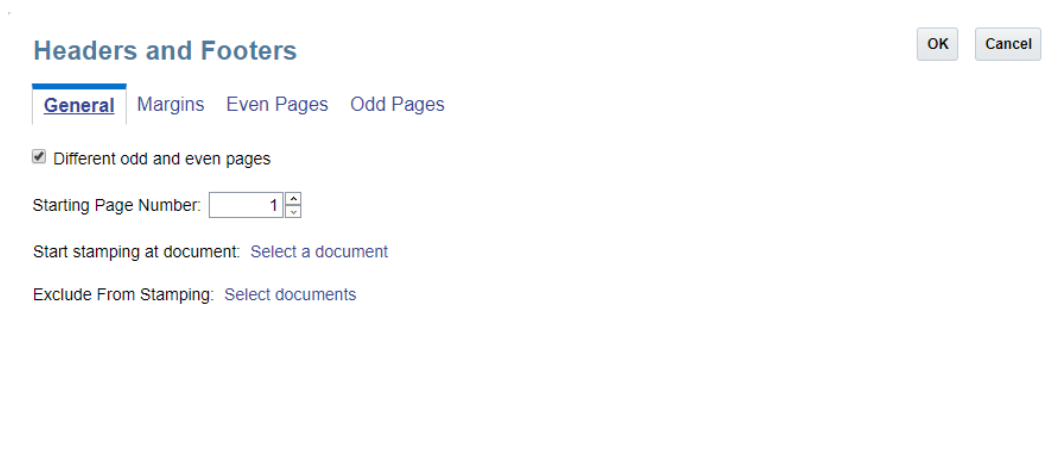 Headers and Footers OK Cancel
General Margins Even Pages Odd Pages
Different odd and even pages
Starting Page Number: 1
Start stamping at document: Select a document
Exclude From Stamping: Select documents